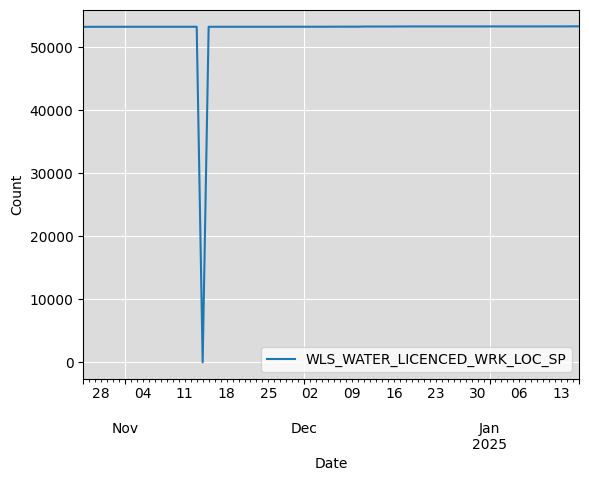 50000
40000
30000
20000
10000
0
Count
WLS_WATER_LICENCED_WRK_LOC_SP
28 04 11 18 25 02 09 16 23 30 06 13
Nov Dec Jan
2025
Date